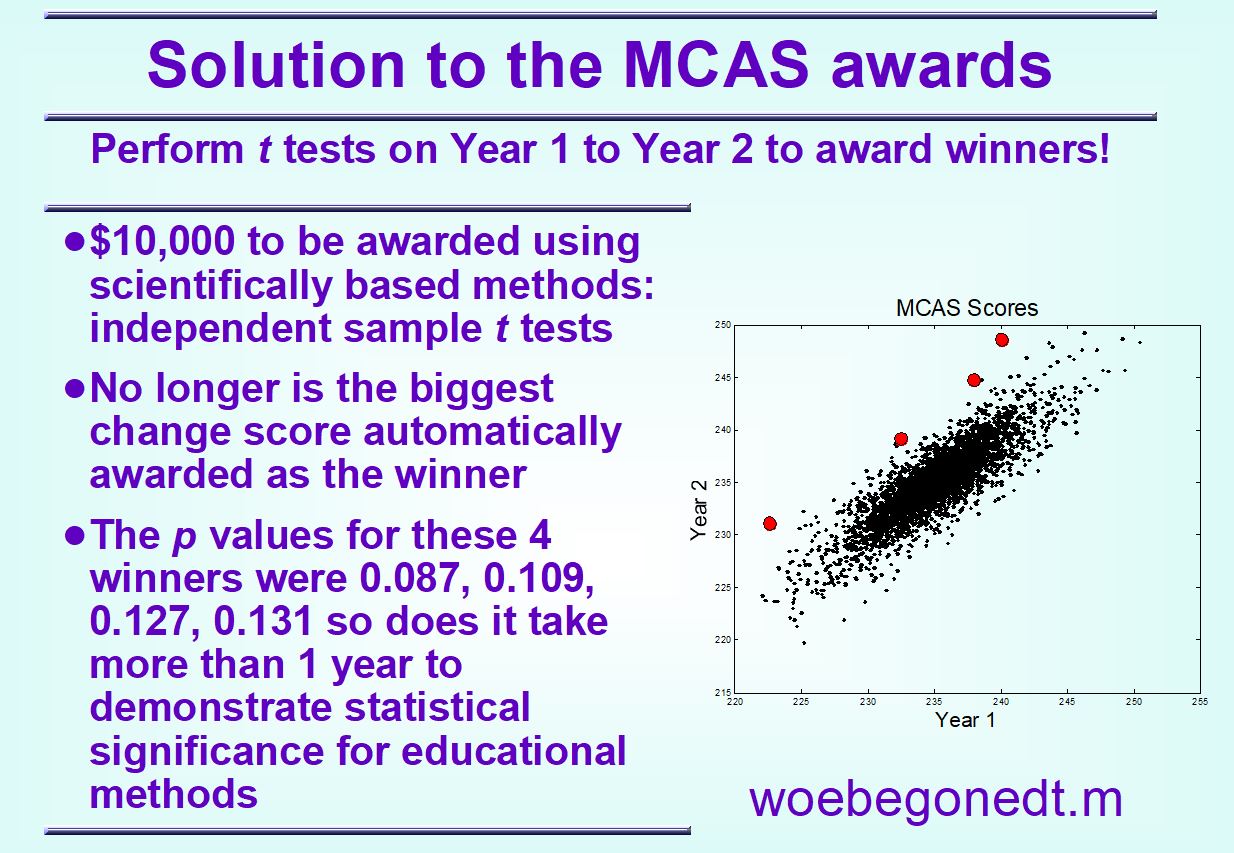 Solution to the MCAS awards
Perform t tests on Year 1 to Year 2 to award winners!
●$10,000 to be awarded using
scientifically based methods:
independent sample t tests
●No longer is the biggest
change score automatically
awarded as the winner
●The p values for these 4
winners were 0.087, 0.109,
0.127, 0.131 so does it take
more than 1 year to
demonstrate statistical
significance for educational
methods
MCAS Scores
250
245
240
235
230
225
220
215
Year 2
220 225 230 235 240 245 250 255
Year 1
woebegonedt.m